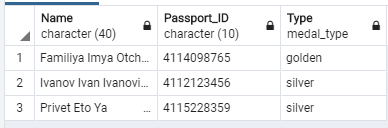 Name Passport_ID Type
character (40) character (10) medal_type
1 Familiya Imya Otch... 4114098765 golden
2 Ivanov Ivan Ivanovi... 4112123456 silver
3 Privet Eto Ya ... 4115228359 silver